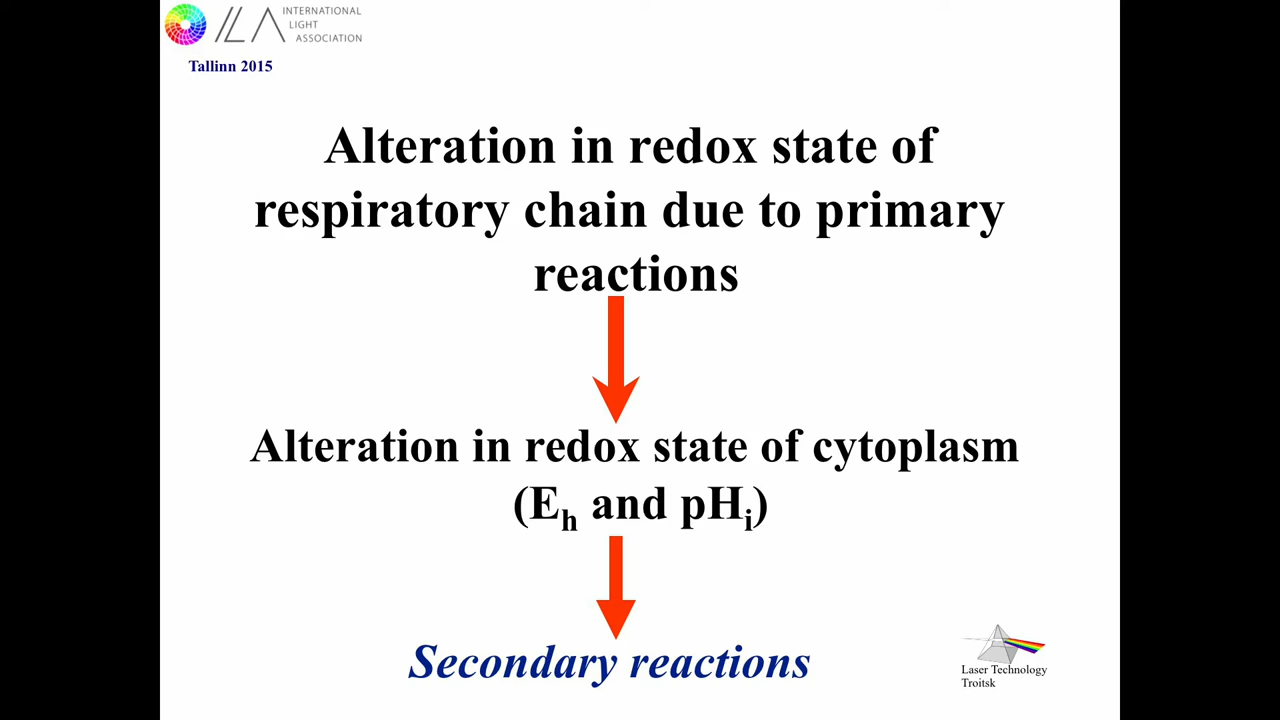 INTERNATIONAL
LIGHT
ASSOCIATION
Tallinn 2015
Alteration in redox state of
respiratory chain due to primary
reactions
Alteration in redox state of cytoplasm
(Eh and pHi)
Secondary reactions
Laser Technology
Troitsk